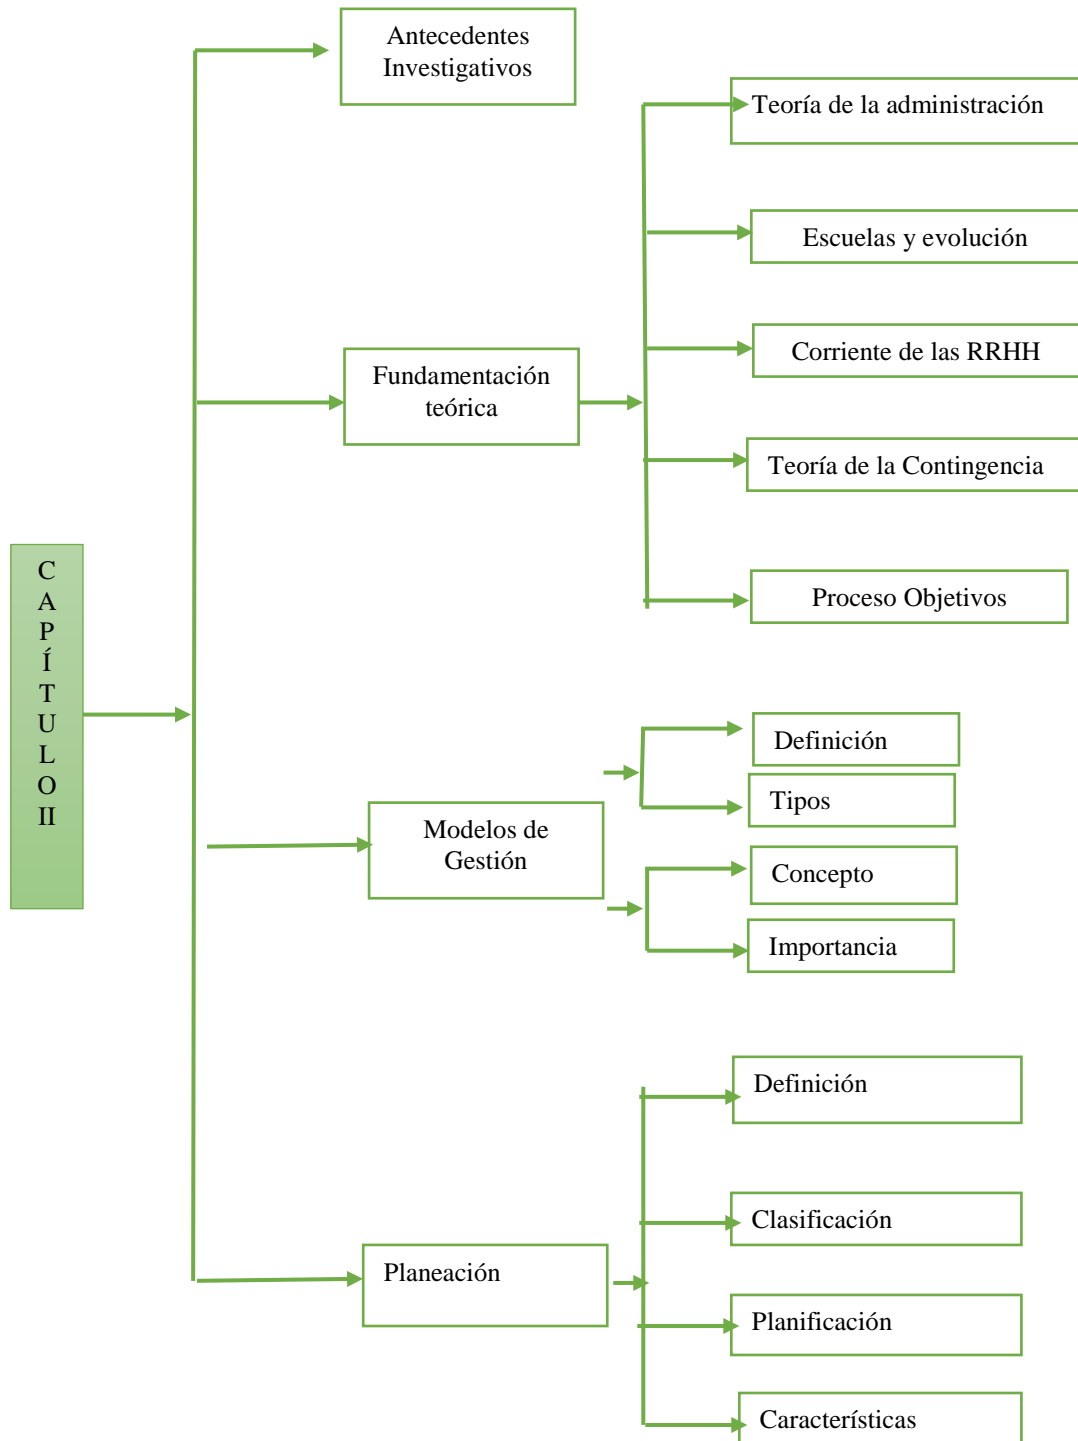 Antecedentes
Investigativos
Teoría de la administración
Escuelas y evolución
Corriente de las RRHH
Fundamentación
teórica
Teoría de la Contingencia
Proceso Objetivos
C
A
P
Í
T
U
L
O
II
Definición
Tipos
Modelos de
Gestión
Concepto
Importancia
Definición
Clasificación
Planeación
Planificación
Características